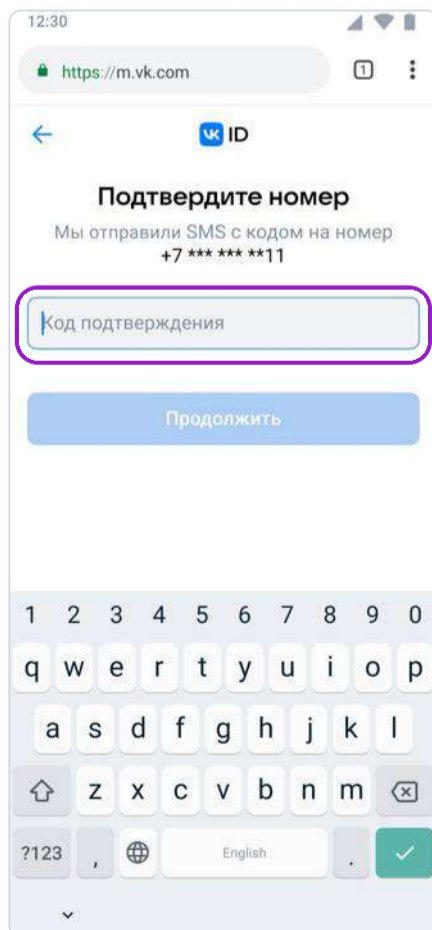 12:30
https://m.vk.com
1
ID
Подтвердите номер
Мы отправили SMS с кодом на номер
+7 *** *** **11
Код подтверждения
Продолжить
1 2 3 4 5 6 7 8 9 0
q w e r t y u i o p
a s d f g h j k l
z x c v b n m
?123 , English .